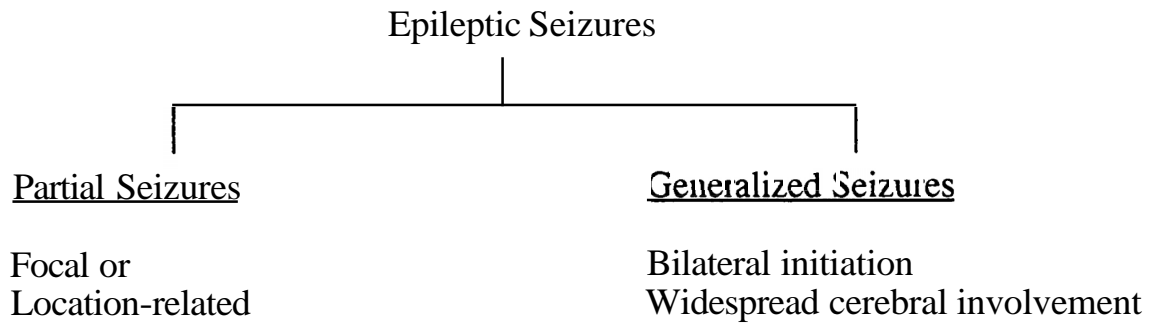 Epileptic Seizures
Partial Seizures
Generalized Seizures
Focal or
Location-related
Bilateral initiation
Widespread cerebral involvement